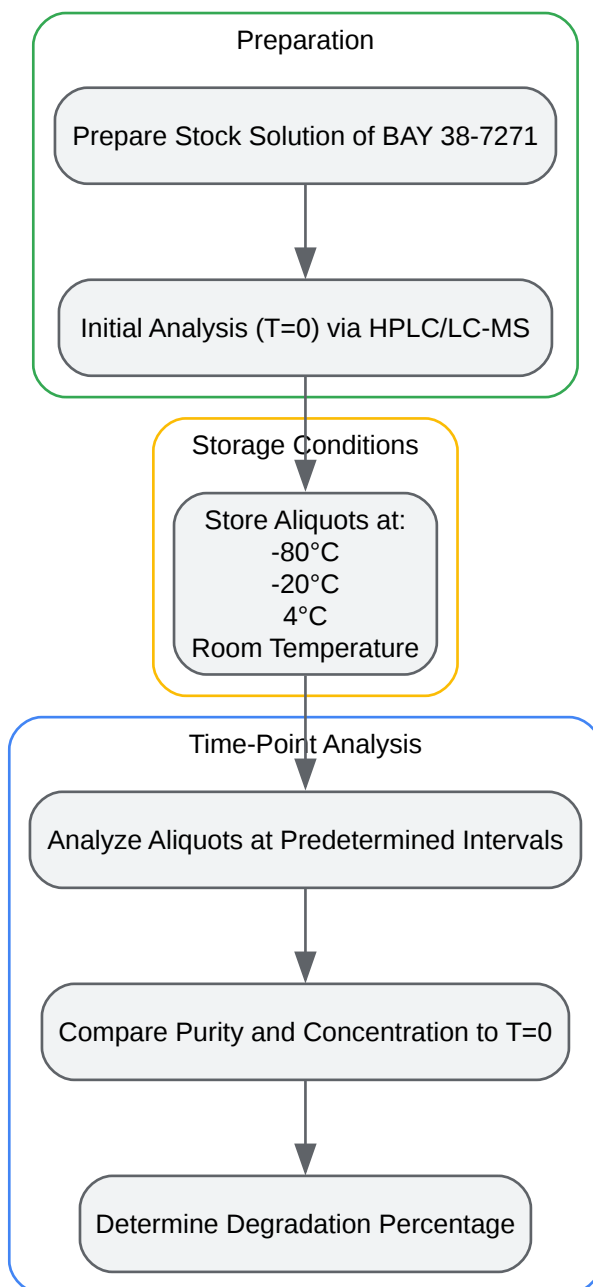 Preparation
Prepare Stock Solution of BAY 38-7271
Initial Analysis (T=0) via HPLC/LC-MS
Storage Conditions
Store Aliquots at:
-80°C
-20°C
4°C
Room Temperature
Time-Point Analysis
Analyze Aliquots at Predetermined Intervals
Compare Purity and Concentration to T=0
Determine Degradation Percentage